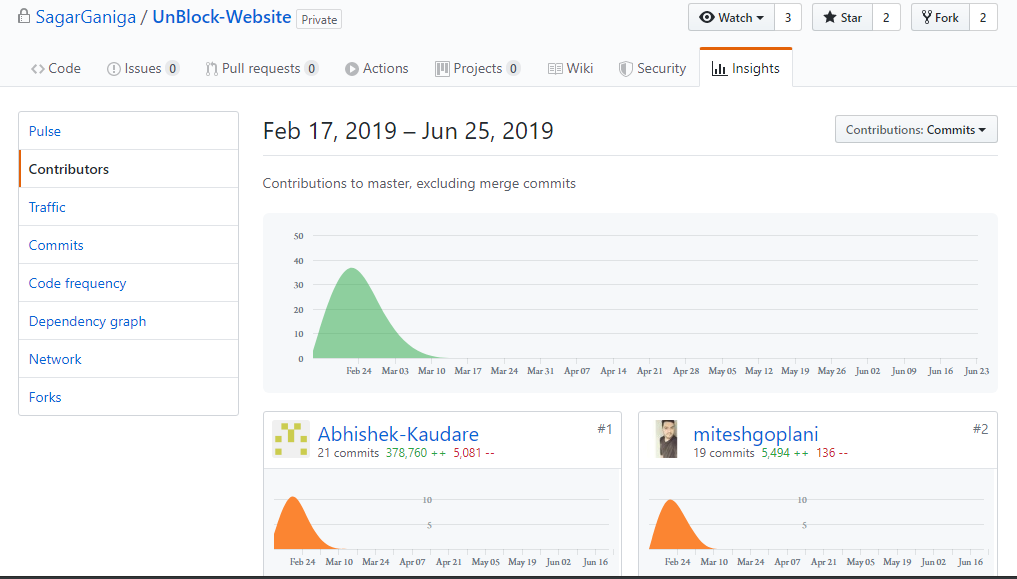 SagarGaniga / UnBlock-Website Private
Watch 3 Star 2 Fork 2
Code Issues 0 Pull requests 0 Actions Projects 0 Wiki Security Insights
Pulse
Contributors
Traffic
Commits
Code frequency
Dependency graph
Network
Forks
Feb 17, 2019 – Jun 25, 2019
Contributions: Commits
Contributions to master, excluding merge commits
50
40
30
20
10
0
Feb 24 Mar 03 Mar 10 Mar 17 Mar 24 Mar 31 Apr 07 Apr 14 Apr 21 Apr 28 May 05 May 12 May 19 May 26 Jun 02 Jun 09 Jun 16 Jun 23
Abhishek-Kaudare #1
21 commits 378,760 ++ 5,081 --
10
5
Feb 24 Mar 10 Mar 24 Apr 07 Apr 21 May 05 May 19 Jun 02 Jun 16
miteshgoplani #2
19 commits 5,494 ++ 136 --
10
5
Feb 24 Mar 10 Mar 24 Apr 07 Apr 21 May 05 May 19 Jun 02 Jun 16